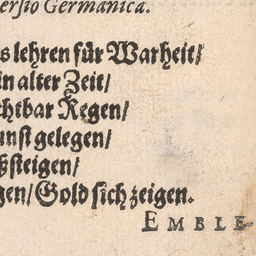 ersio Germanica.
s lehren für Warheit/
in alter Zeit/
chtbar Regen/
unst gelegen/
ßsteigen/
gen/ Gold sich zeigen.
EMBLE-